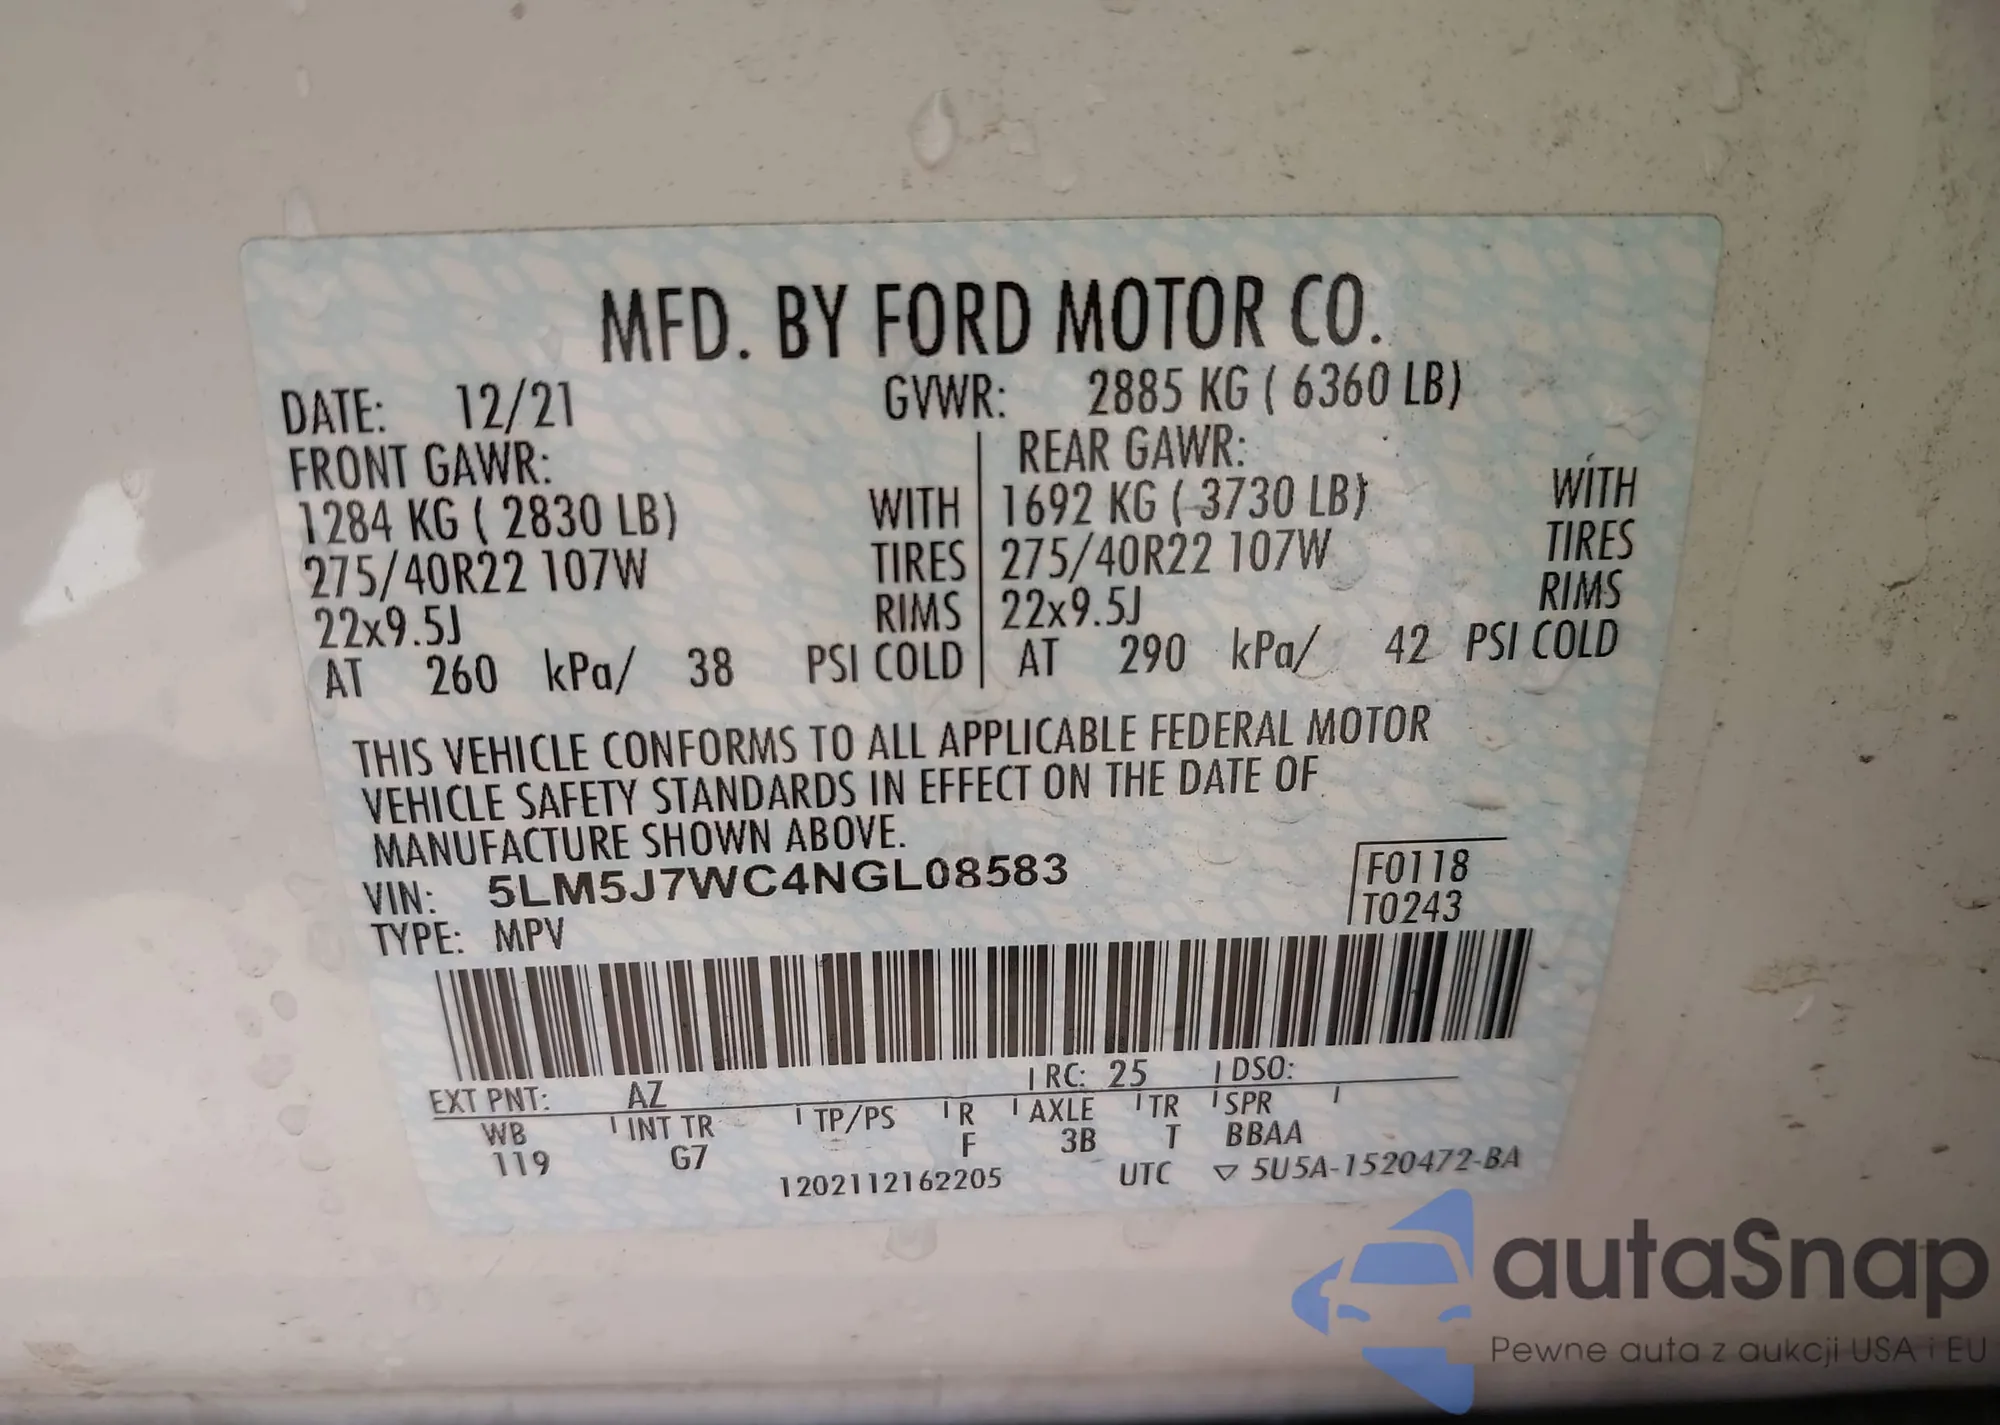 MFD. BY FORD MOTOR CO.
DATE: 12/21 GVWR: 2885 KG ( 6360 LB)
FRONT GAWR: REAR GAWR:
1284 KG ( 2830 LB) WITH 1692 KG ( 3730 LB) WITH
275/40R22 107W TIRES 275/40R22 107W TIRES
22x9.5J RIMS 22x9.5J RIMS
AT 260 kPa/ 38 PSI COLD AT 290 kPa/ 42 PSI COLD
THIS VEHICLE CONFORMS TO ALL APPLICABLE FEDERAL MOTOR
VEHICLE SAFETY STANDARDS IN EFFECT ON THE DATE OF
MANUFACTURE SHOWN ABOVE.
VIN: 5LM5J7WC4NGL08583 F0118
TYPE: MPV T0243
EXT PNT: AZ RC: 25 DSO:
WB INT TR TP/PS R AXLE TR SPR
119 G7 F 3B T BBAA
1202112162205 UTC ▽ 5U5A-1520472-BA
autaSnap
Pewne auta z aukcji USA i EU